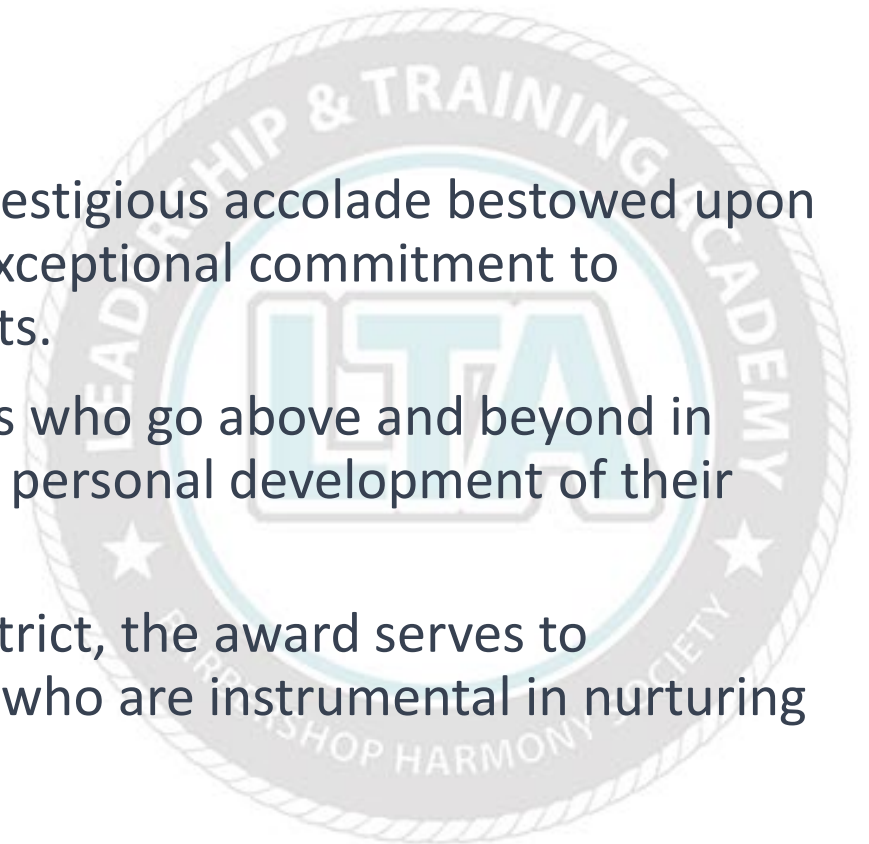 LEADERSHIP & TRAINING ACADEMY
estigious accolade bestowed upon
xceptional commitment to
ts.
LTA
s who go above and beyond in
personal development of their
trict, the award serves to
who are instrumental in nurturing
BARBERSHOP HARMONY SOCIETY